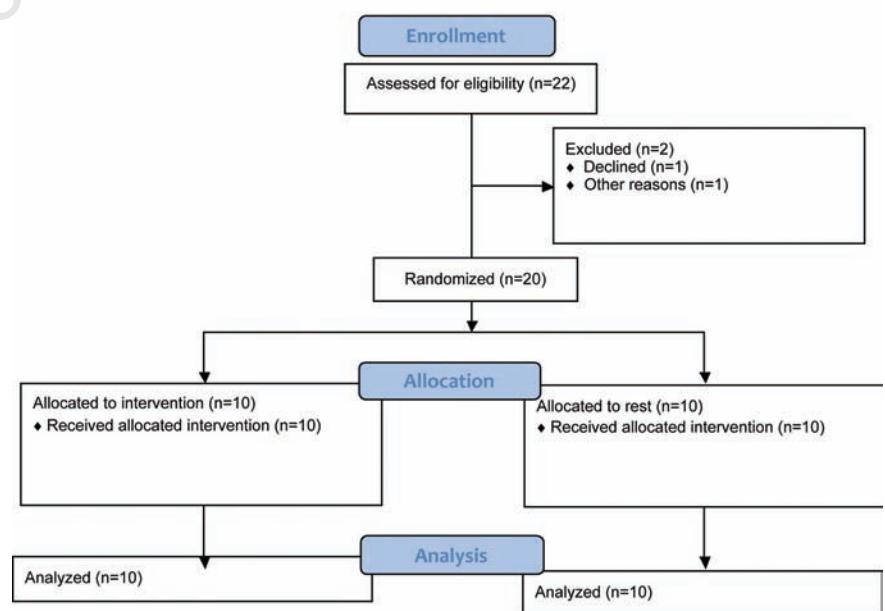 Enrollment
Assessed for eligibility (n=22)
Excluded (n=2)
♦ Declined (n=1)
♦ Other reasons (n=1)
Randomized (n=20)
Allocation
Allocated to intervention (n=10)
♦ Received allocated intervention (n=10)
Allocated to rest (n=10)
♦ Received allocated intervention (n=10)
Analysis
Analyzed (n=10)
Analyzed (n=10)